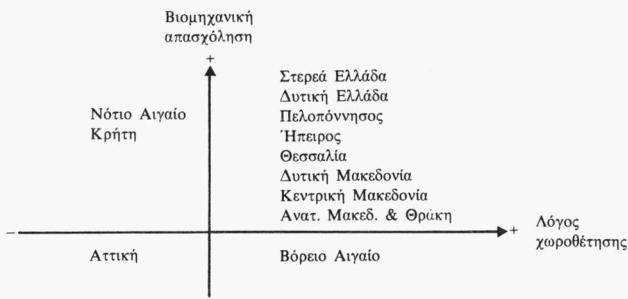 Βιομηχανική
απασχόληση
+
Στερεά Ελλάδα
Δυτική Ελλάδα
Νότιο Αιγαίο
Πελοπόννησος
Κρήτη
Ήπειρος
Θεσσαλία
Δυτική Μακεδονία
Κεντρική Μακεδονία
Ανατ. Μακεδ. & Θράκη
− + Λόγος
χωροθέτησης
Αττική Βόρειο Αιγαίο